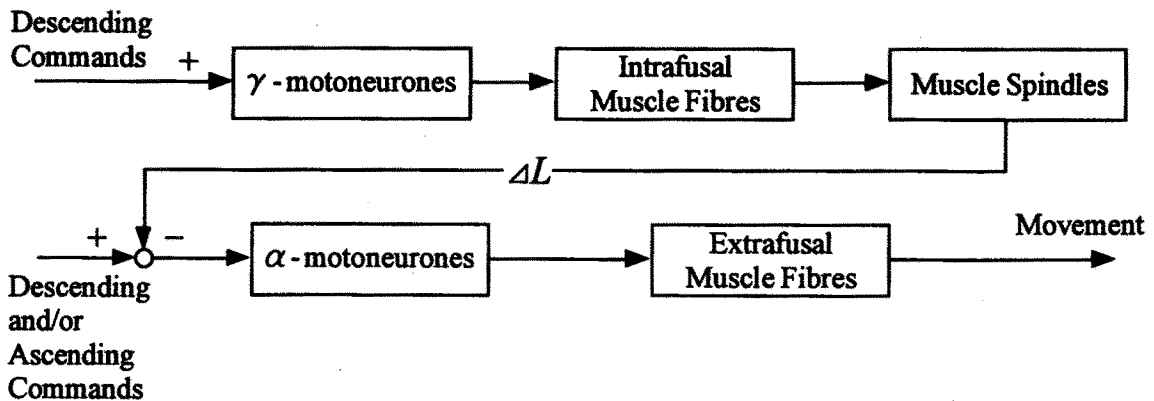 Descending
Commands
+
γ - motoneurones
Intrafusal
Muscle Fibres
Muscle Spindles
ΔL
+
−
α - motoneurones
Extrafusal
Muscle Fibres
Movement
Descending
and/or
Ascending
Commands